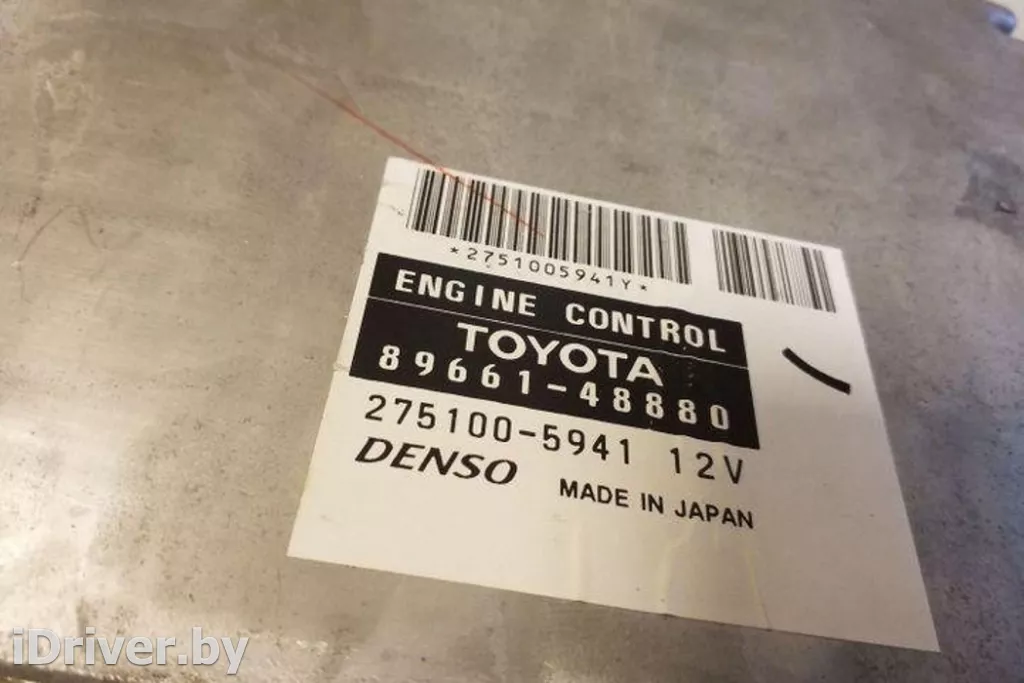 *2751005941Y*
ENGINE CONTROL
TOYOTA
89661-48880
275100-5941 12V
DENSO
MADE IN JAPAN
iDriver.by